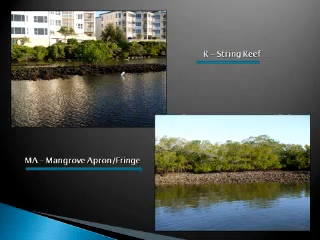 K – String Reef
MA – Mangrove Apron/Fringe